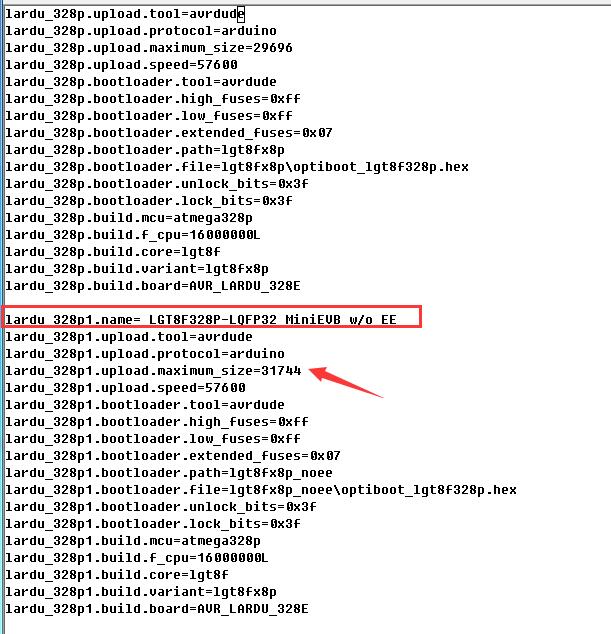 lardu_328p.upload.tool=avrdude
lardu_328p.upload.protocol=arduino
lardu_328p.upload.maximum_size=29696
lardu_328p.upload.speed=57600
lardu_328p.bootloader.tool=avrdude
lardu_328p.bootloader.high_fuses=0xff
lardu_328p.bootloader.low_fuses=0xff
lardu_328p.bootloader.extended_fuses=0x07
lardu_328p.bootloader.path=lgt8fx8p
lardu_328p.bootloader.file=lgt8fx8p\optiboot_lgt8f328p.hex
lardu_328p.bootloader.unlock_bits=0x3f
lardu_328p.bootloader.lock_bits=0x3f
lardu_328p.build.mcu=atmega328p
lardu_328p.build.f_cpu=16000000L
lardu_328p.build.core=lgt8f
lardu_328p.build.variant=lgt8fx8p
lardu_328p.build.board=AVR_LARDU_328E
lardu_328p1.name= LGT8F328P-LQFP32 MiniEVB w/o EE
lardu_328p1.upload.tool=avrdude
lardu_328p1.upload.protocol=arduino
lardu_328p1.upload.maximum_size=31744
lardu_328p1.upload.speed=57600
lardu_328p1.bootloader.tool=avrdude
lardu_328p1.bootloader.high_fuses=0xff
lardu_328p1.bootloader.low_fuses=0xff
lardu_328p1.bootloader.extended_fuses=0x07
lardu_328p1.bootloader.path=lgt8fx8p_noee
lardu_328p1.bootloader.file=lgt8fx8p_noee\optiboot_lgt8f328p.hex
lardu_328p1.bootloader.unlock_bits=0x3f
lardu_328p1.bootloader.lock_bits=0x3f
lardu_328p1.build.mcu=atmega328p
lardu_328p1.build.f_cpu=16000000L
lardu_328p1.build.core=lgt8f
lardu_328p1.build.variant=lgt8fx8p
lardu_328p1.build.board=AVR_LARDU_328E